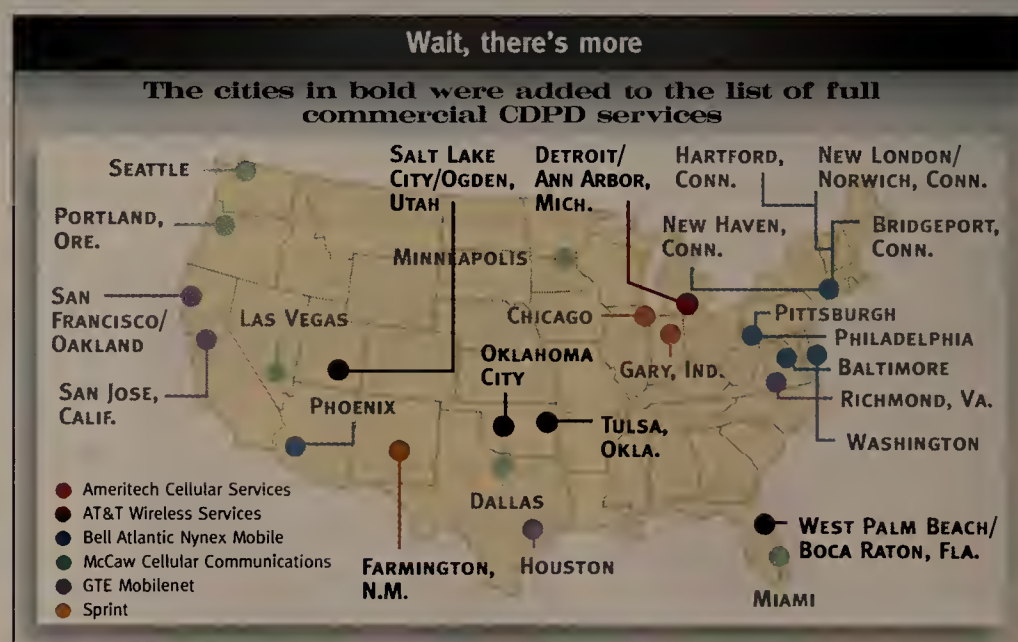 Wait, there's more
The cities in bold were added to the list of full
commercial CDPD services
SEATTLE
PORTLAND,
ORE.
SAN
FRANCISCO/
OAKLAND
SAN JOSE,
CALIF.
LAS VEGAS
PHOENIX
SALT LAKE
CITY/OGDEN,
UTAH
MINNEAPOLIS
DETROIT/
ANN ARBOR,
MICH.
HARTFORD,
CONN.
NEW LONDON/
NORWICH, CONN.
NEW HAVEN,
CONN.
BRIDGEPORT,
CONN.
CHICAGO
GARY, IND.
PITTSBURGH
PHILADELPHIA
BALTIMORE
RICHMOND, VA.
WASHINGTON
OKLAHOMA
CITY
TULSA,
OKLA.
DALLAS
HOUSTON
FARMINGTON,
N.M.
WEST PALM BEACH/
BOCA RATON, FLA.
MIAMI
Ameritech Cellular Services
AT&T Wireless Services
Bell Atlantic Nynex Mobile
McCaw Cellular Communications
GTE Mobilnet
Sprint